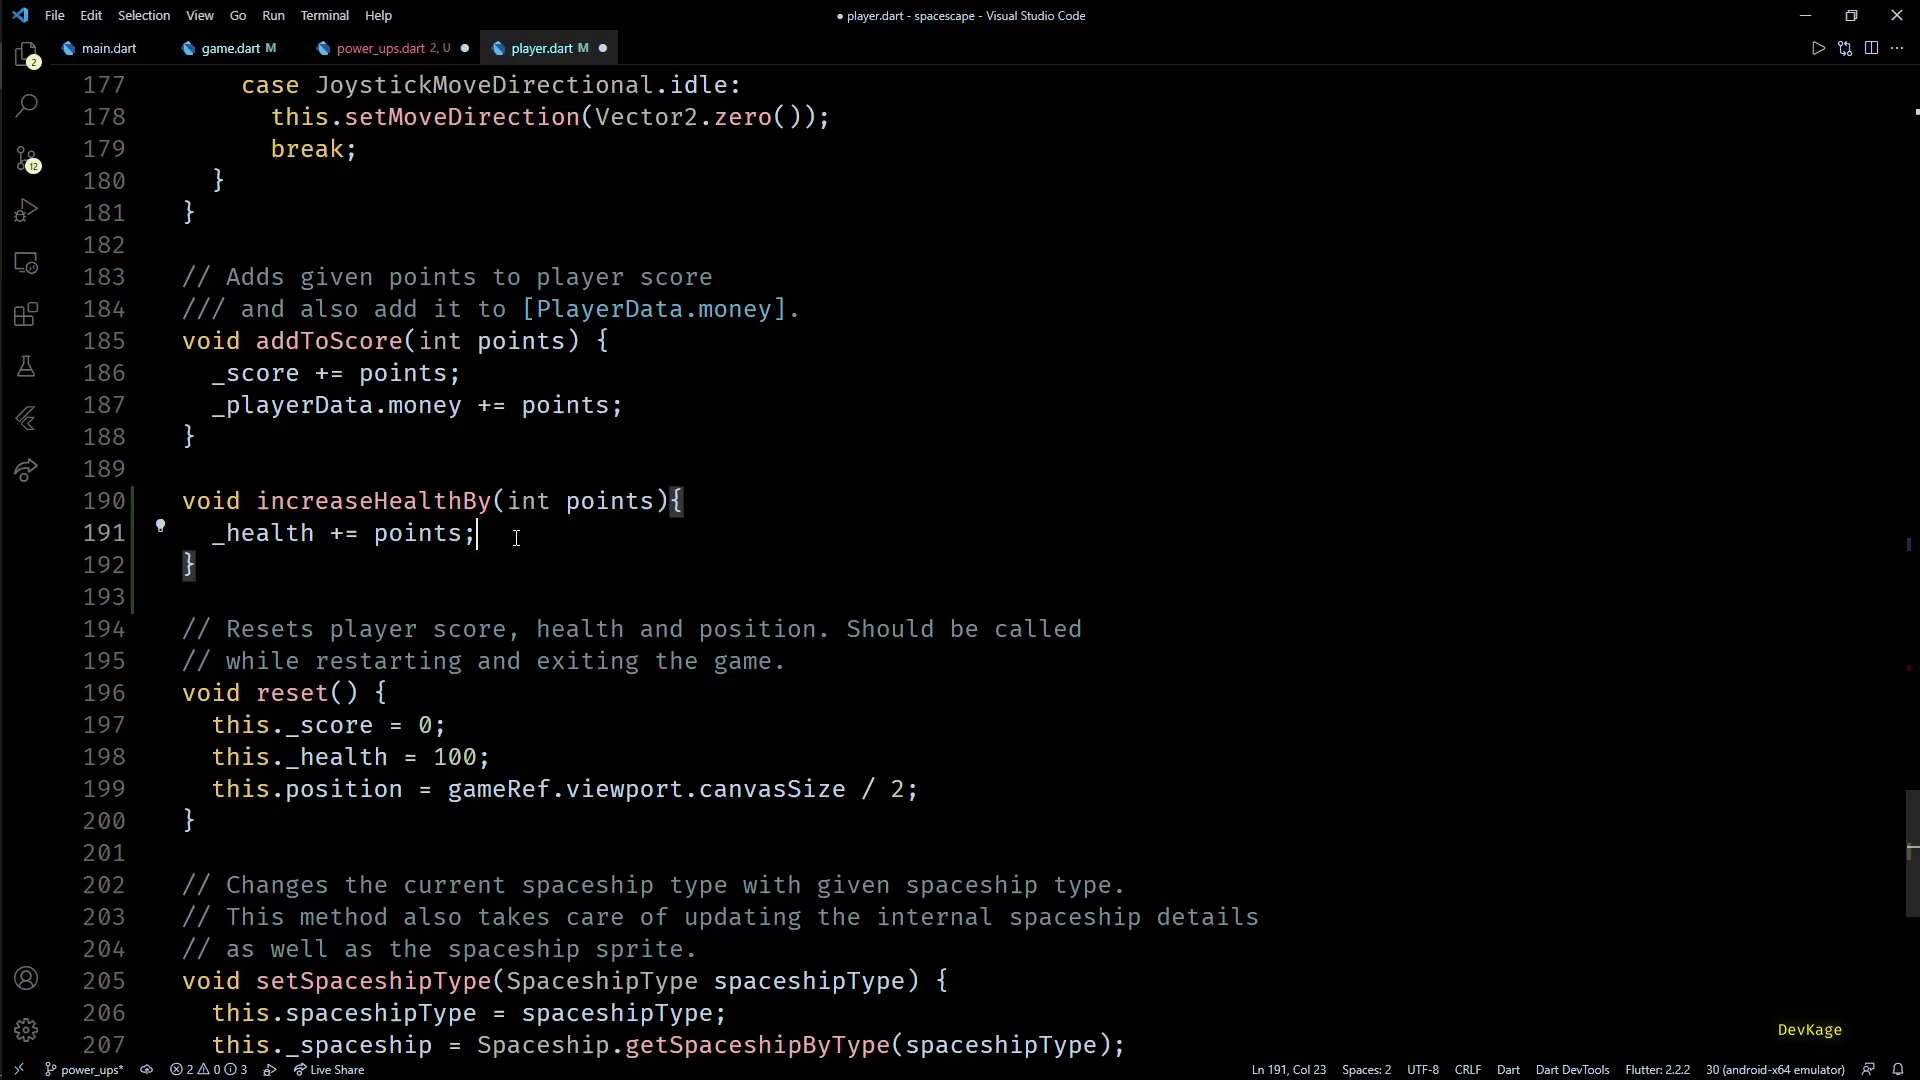 File Edit Selection View Go Run Terminal Help
● player.dart - spacescape - Visual Studio Code
main.dart
game.dart M
power_ups.dart 2, U ●
player.dart M ●
2
12
177 case JoystickMoveDirectional.idle:
178 this.setMoveDirection(Vector2.zero());
179 break;
180 }
181 }
182
183 // Adds given points to player score
184 /// and also add it to [PlayerData.money].
185 void addToScore(int points) {
186 _score += points;
187 _playerData.money += points;
188 }
189
190 void increaseHealthBy(int points){
191 _health += points;
192 }
193
194 // Resets player score, health and position. Should be called
195 // while restarting and exiting the game.
196 void reset() {
197 this._score = 0;
198 this._health = 100;
199 this.position = gameRef.viewport.canvasSize / 2;
200 }
201
202 // Changes the current spaceship type with given spaceship type.
203 // This method also takes care of updating the internal spaceship details
204 // as well as the spaceship sprite.
205 void setSpaceshipType(SpaceshipType spaceshipType) {
206 this.spaceshipType = spaceshipType;
207 this._spaceship = Spaceship.getSpaceshipByType(spaceshipType);
DevKage
power_ups* 2 0 3 Live Share Ln 191, Col 23 Spaces: 2 UTF-8 CRLF Dart Dart DevTools Flutter: 2.2.2 30 (android-x64 emulator)